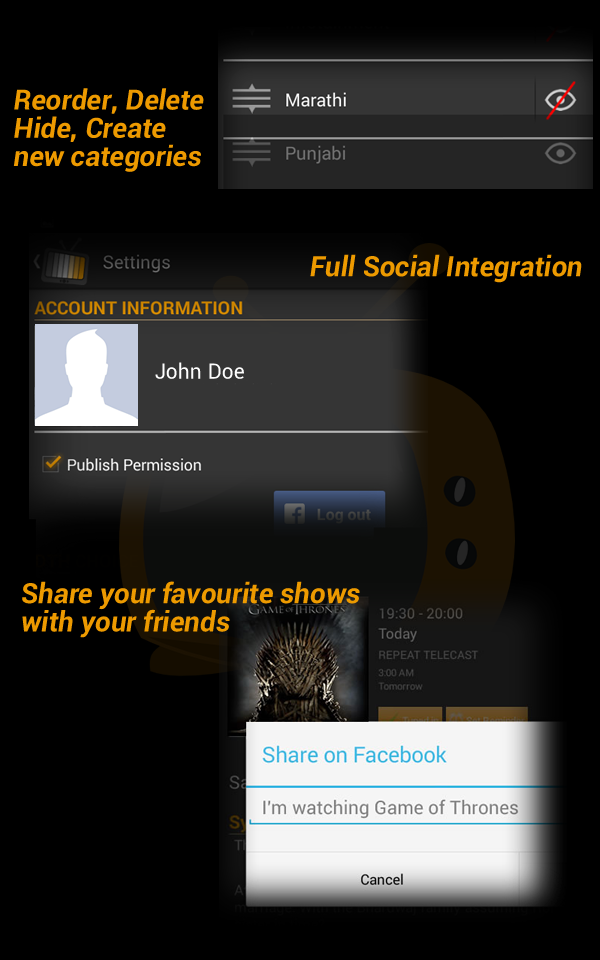 Reorder, Delete
Hide, Create
new categories
Marathi
Punjabi
Settings
Full Social Integration
ACCOUNT INFORMATION
John Doe
Publish Permission
Log out
Share your favourite shows
with your friends
GAME OF THRONES
19:30 - 20:00
Today
REPEAT TELECAST
3:00 AM
Tomorrow
Share on Facebook
I'm watching Game of Thrones
Cancel